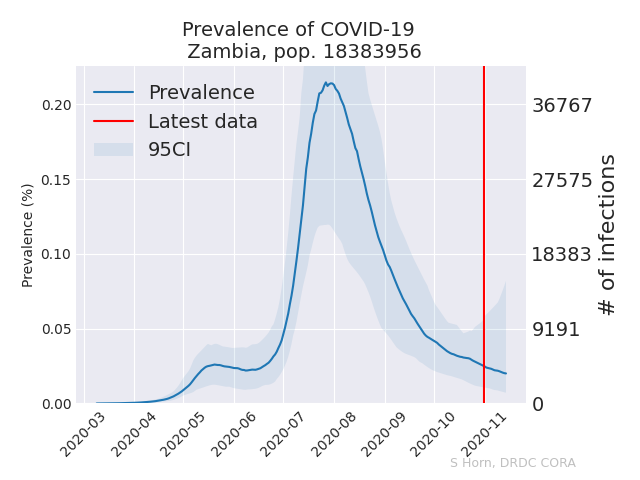 Prevalence of COVID-19
Zambia, pop. 18383956
Prevalence
Latest data
95CI
Prevalence (%)
0.20
0.15
0.10
0.05
0.00
36767
27575
18383
9191
0
# of infections
2020-03
2020-04
2020-05
2020-06
2020-07
2020-08
2020-09
2020-10
2020-11
S Horn, DRDC CORA